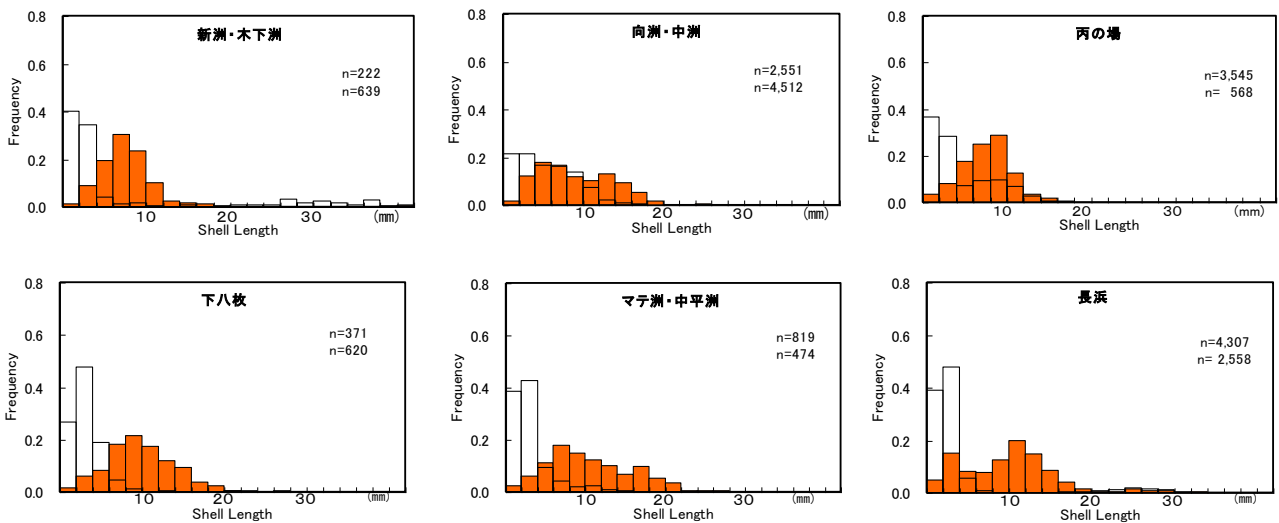 新洲・木下洲
n=222
n=639
0.8
0.6
0.4
0.2
0.0
Frequency
10
20
30
(mm)
Shell Length
向洲・中洲
n=2,551
n=4,512
0.8
0.6
0.4
0.2
0.0
Frequency
10
20
30
(mm)
Shell Length
丙の場
n=3,545
n= 568
0.8
0.6
0.4
0.2
0.0
Frequency
10
20
30
(mm)
Shell Length
下八枚
n=371
n=620
0.8
0.6
0.4
0.2
0.0
Frequency
10
20
30
(mm)
Shell Length
マテ洲・中平洲
n=819
n=474
0.8
0.6
0.4
0.2
0.0
Frequency
10
20
30
(mm)
Shell Length
長浜
n=4,307
n= 2,558
0.8
0.6
0.4
0.2
0.0
Frequency
10
20
30
(mm)
Shell Length